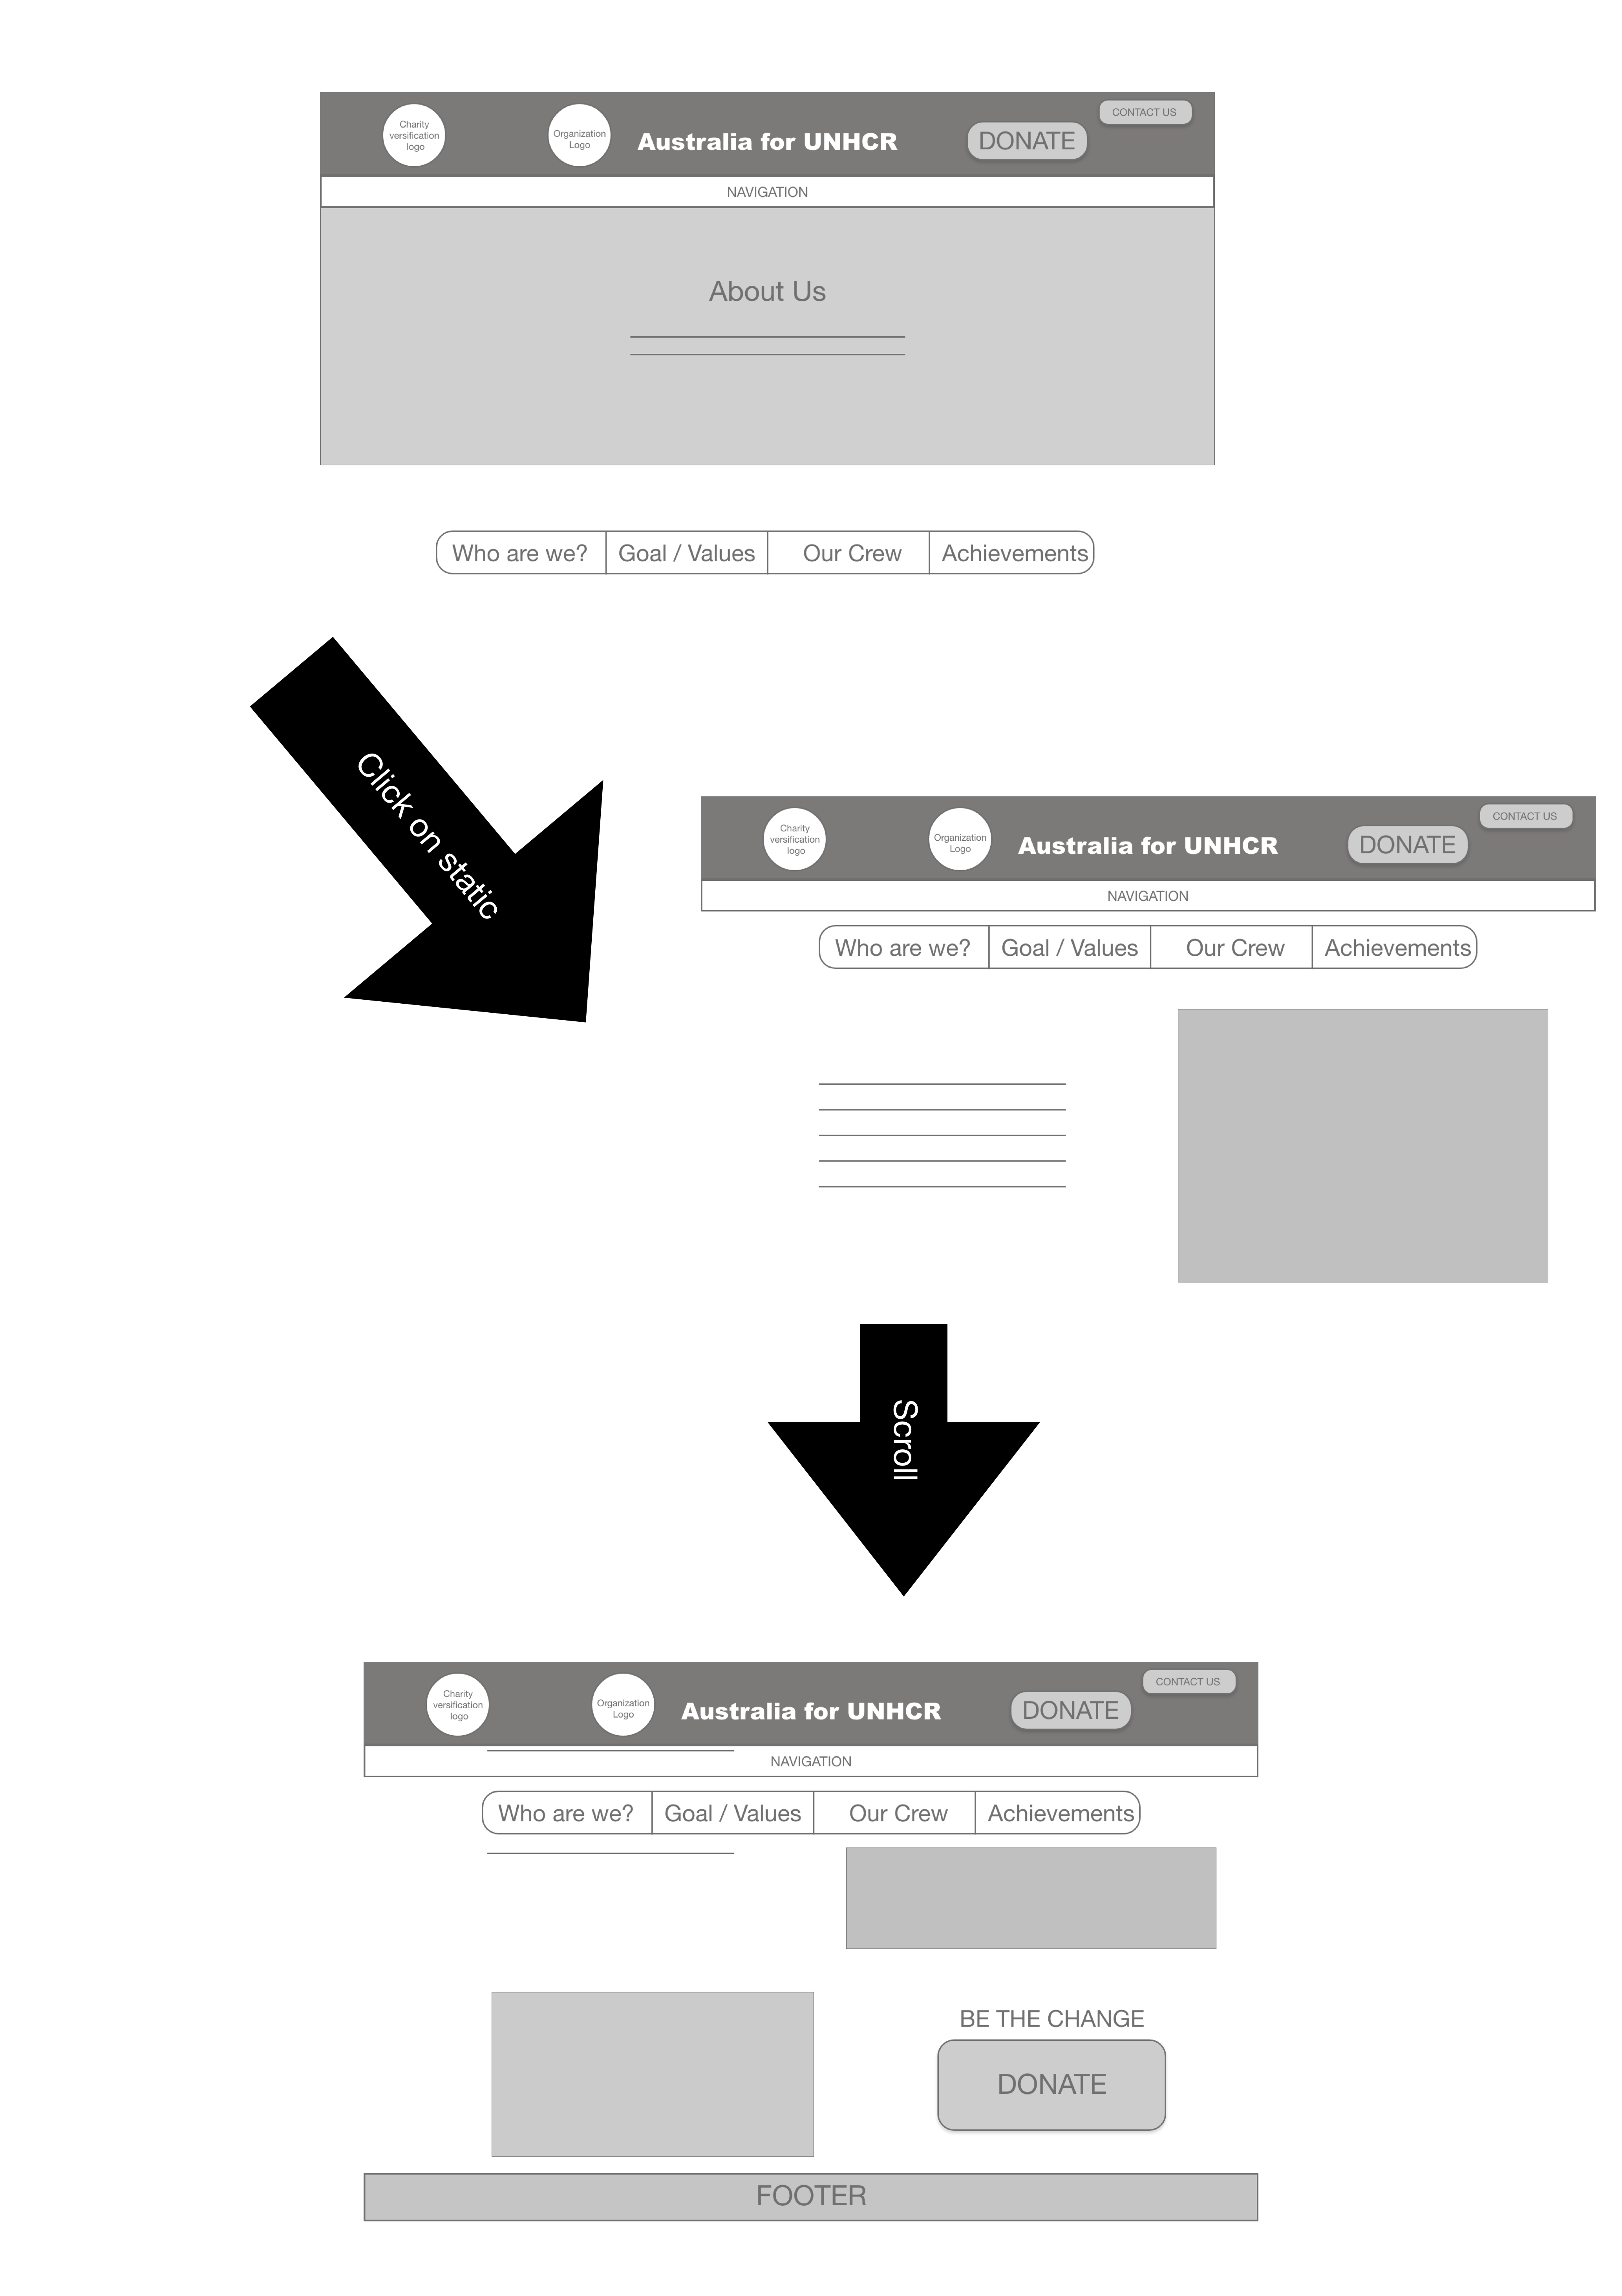 Charity
versification
logo
Organization
Logo
Australia for UNHCR
DONATE
CONTACT US
NAVIGATION
About Us
Who are we?
Goal / Values
Our Crew
Achievements
Click on static
Charity
versification
logo
Organization
Logo
Australia for UNHCR
DONATE
CONTACT US
NAVIGATION
Who are we?
Goal / Values
Our Crew
Achievements
Scroll
Charity
versification
logo
Organization
Logo
Australia for UNHCR
DONATE
CONTACT US
NAVIGATION
Who are we?
Goal / Values
Our Crew
Achievements
BE THE CHANGE
DONATE
FOOTER